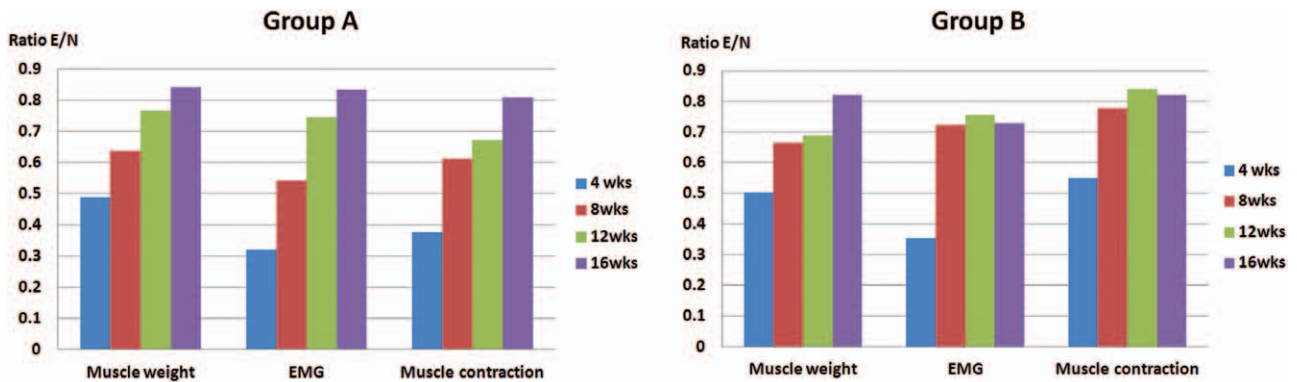 Group A
Ratio E/N
0.9
0.8
0.7
0.6
0.5
0.4
0.3
0.2
0.1
0
Muscle weight EMG Muscle contraction
4 wks
8wks
12wks
16wks
Group B
Ratio E/N
0.9
0.8
0.7
0.6
0.5
0.4
0.3
0.2
0.1
0
Muscle weight EMG Muscle contraction
4 wks
8wks
12wks
16wks